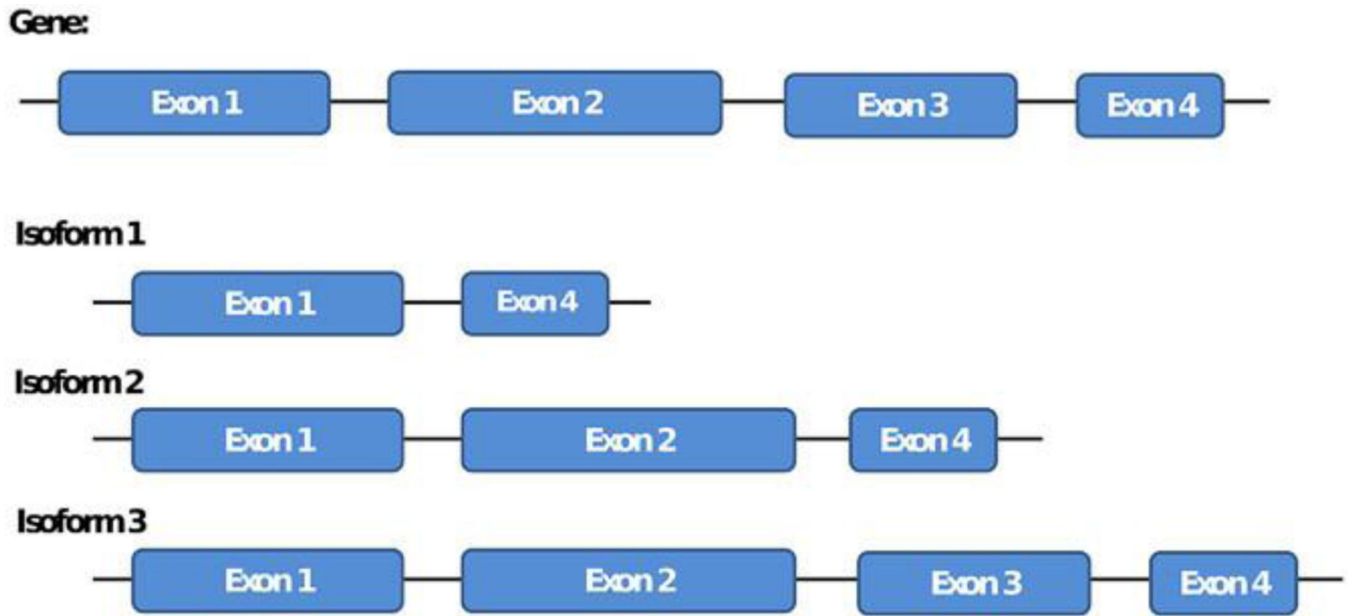 Gene:
Exon 1 Exon 2 Exon 3 Exon 4
Isoform 1
Exon 1 Exon 4
Isoform 2
Exon 1 Exon 2 Exon 4
Isoform 3
Exon 1 Exon 2 Exon 3 Exon 4